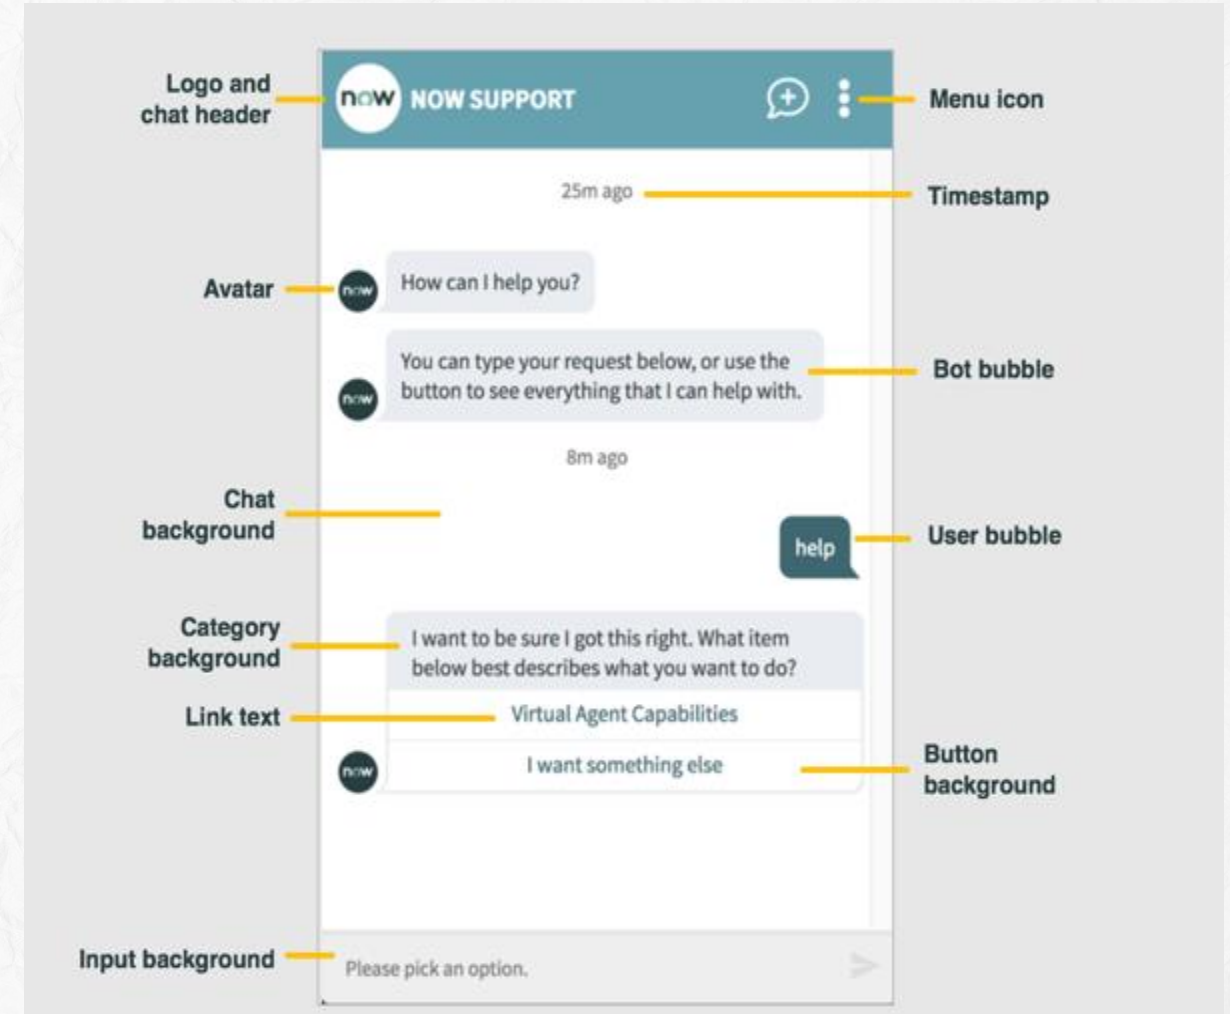 Logo and
chat header
now NOW SUPPORT
Menu icon
25m ago
Timestamp
Avatar
now
How can I help you?
You can type your request below, or use the
button to see everything that I can help with.
now
Bot bubble
8m ago
Chat
background
help
User bubble
Category
background
I want to be sure I got this right. What item
below best describes what you want to do?
Link text
Virtual Agent Capabilities
now
I want something else
Button
background
Input background
Please pick an option.